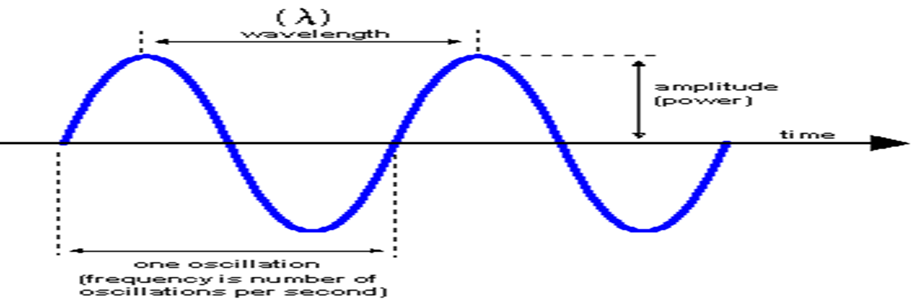 (λ)
wavelength
amplitude
(power)
time
one oscillation
(frequency is number of
oscillations per second)